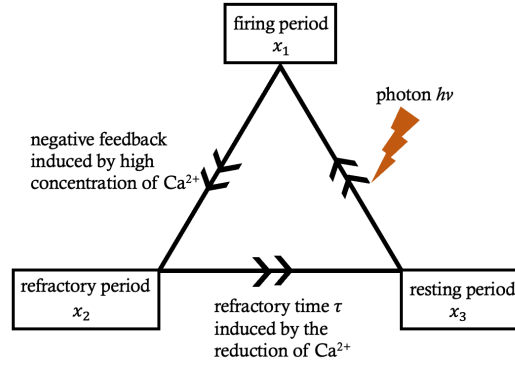 firing period
x₁
photon hν
negative feedback
induced by high
concentration of Ca²⁺
refractory period
x₂
resting period
x₃
refractory time τ
induced by the
reduction of Ca²⁺